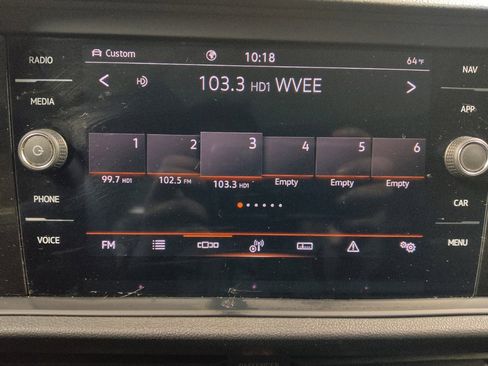 RADIO
MEDIA
PHONE
VOICE
Custom
10:18
64 °F
103.3 HD1 WVEE
1 2 3 4 5 6
99.7 HD1 102.5 FM 103.3 HD1 Empty Empty Empty
FM
NAV
APP
CAR
MENU